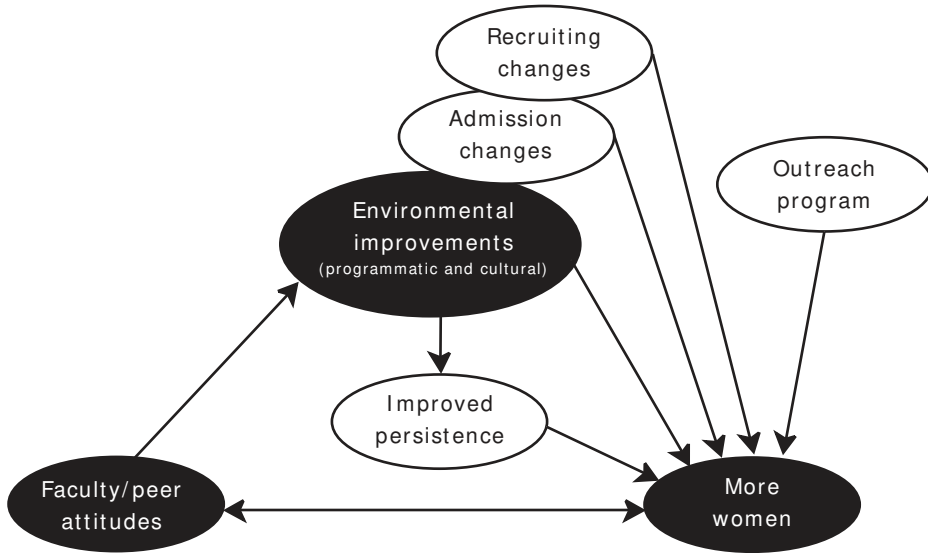 Recruiting
changes
Admission
changes
Outreach
program
Environmental
improvements
(programmatic and cultural)
Improved
persistence
Faculty/peer
attitudes
More
women